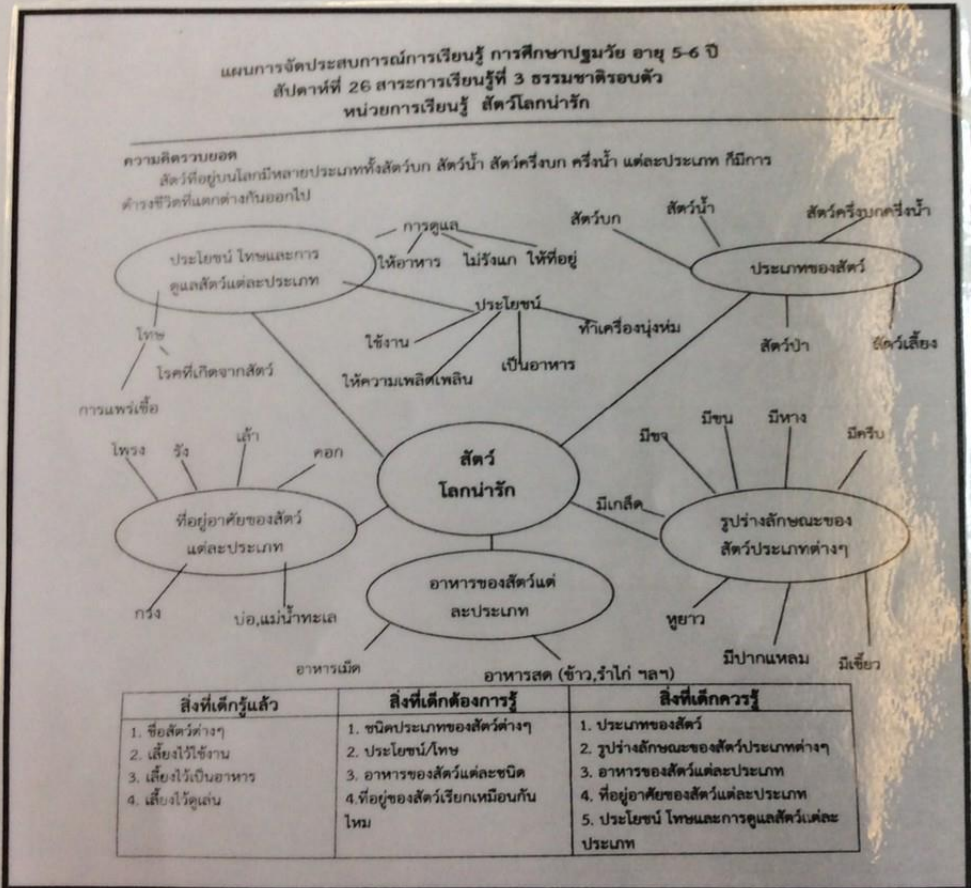 แผนการจัดประสบการณ์การเรียนรู้ การศึกษาปฐมวัย อายุ 5-6 ปี
สัปดาห์ที่ 26 สาระการเรียนรู้ที่ 3 ธรรมชาติรอบตัว
หน่วยการเรียนรู้ สัตว์โลกน่ารัก
ความคิดรวบยอด
สัตว์ที่อยู่บนโลกมีหลายประเภททั้งสัตว์บก สัตว์น้ำ สัตว์ครึ่งบก ครึ่งน้ำ แต่ละประเภท ก็มีการ
ดำรงชีวิตที่แตกต่างกันออกไป
ประโยชน์ โทษและการ
ดูแลสัตว์แต่ละประเภท
การดูแล
ให้อาหาร
ไม่รังแก
ให้ที่อยู่
ประโยชน์
ใช้งาน
ให้ความเพลิดเพลิน
เป็นอาหาร
ทำเครื่องนุ่งห่ม
โทษ
โรคที่เกิดจากสัตว์
การแพร่เชื้อ
สัตว์บก
สัตว์น้ำ
สัตว์ครึ่งบกครึ่งน้ำ
ประเภทของสัตว์
สัตว์ป่า
สัตว์เลี้ยง
สัตว์
โลกน่ารัก
โพรง
รัง
เล้า
คอก
ที่อยู่อาศัยของสัตว์
แต่ละประเภท
กรง
บ่อ,แม่น้ำทะเล
อาหารของสัตว์แต่
ละประเภท
อาหารเม็ด
อาหารสด (ข้าว,รำไก่ ฯลฯ)
มีขา
มีขน
มีหาง
มีครีบ
มีเกล็ด
รูปร่างลักษณะของ
สัตว์ประเภทต่างๆ
หูยาว
มีปากแหลม
มีเขี้ยว
สิ่งที่เด็กรู้แล้ว
1. ชื่อสัตว์ต่างๆ
2. เลี้ยงไว้ใช้งาน
3. เลี้ยงไว้เป็นอาหาร
4. เลี้ยงไว้ดูเล่น
สิ่งที่เด็กต้องการรู้
1. ชนิดประเภทของสัตว์ต่างๆ
2. ประโยชน์/โทษ
3. อาหารของสัตว์แต่ละชนิด
4.ที่อยู่ของสัตว์เรียกเหมือนกัน
ไหม
สิ่งที่เด็กควรรู้
1. ประเภทของสัตว์
2. รูปร่างลักษณะของสัตว์ประเภทต่างๆ
3. อาหารของสัตว์แต่ละประเภท
4. ที่อยู่อาศัยของสัตว์แต่ละประเภท
5. ประโยชน์ โทษและการดูแลสัตว์แต่ละ
ประเภท